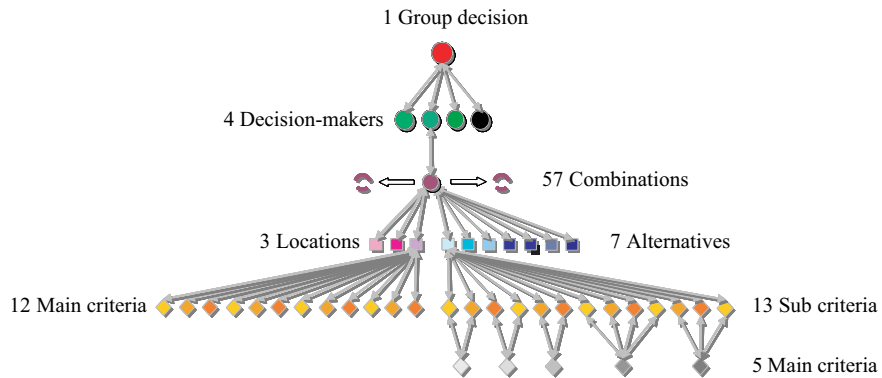 1 Group decision
4 Decision-makers
57 Combinations
3 Locations
7 Alternatives
12 Main criteria
13 Sub criteria
5 Main criteria